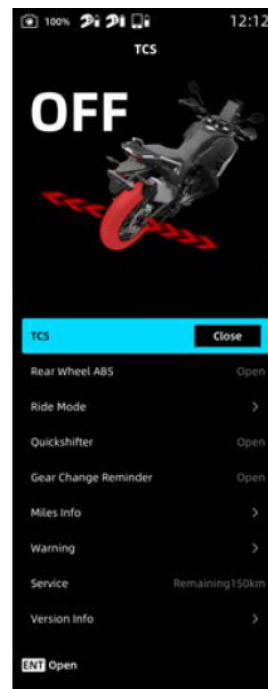 100% 12:12
TCS
OFF
TCS Close
Rear Wheel ABS Open
Ride Mode
Quickshifter Open
Gear Change Reminder Open
Miles Info
Warning
Service Remaining150km
Version Info
ENT Open